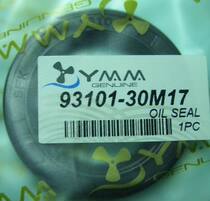 YMM
GENUINE
93101-30M17
OIL SEAL
1PC